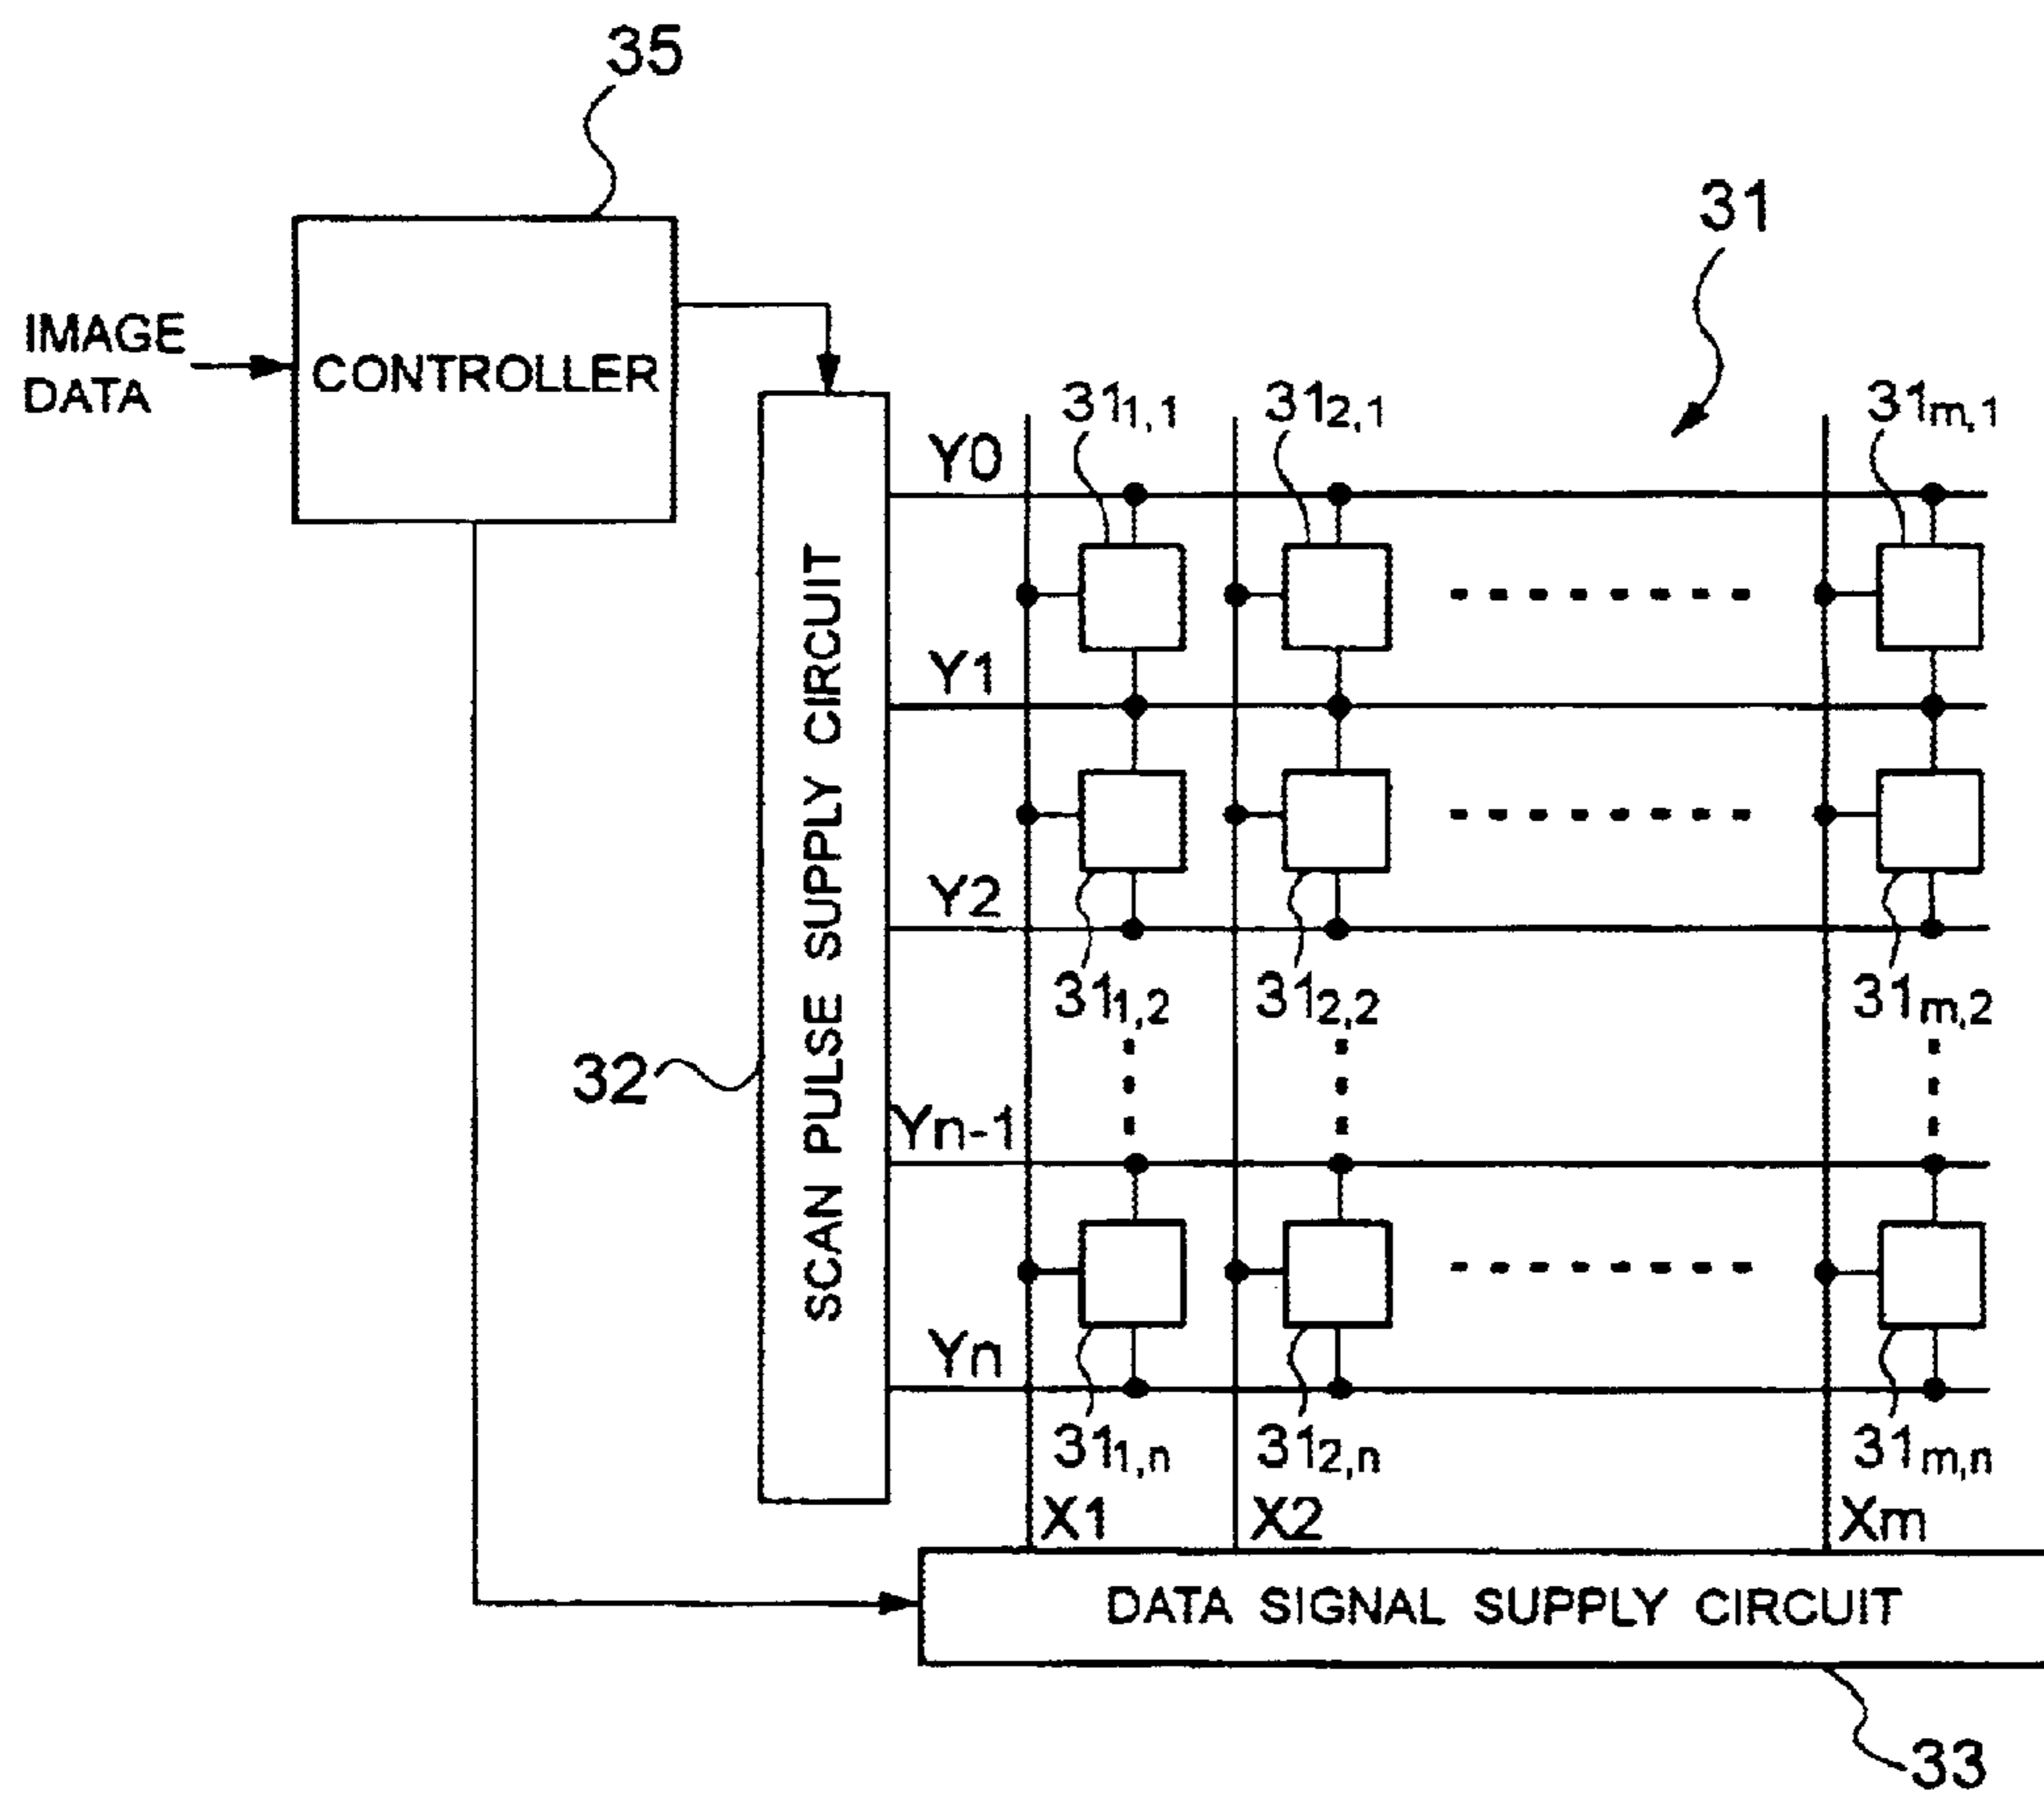 35
31
IMAGE
DATA
CONTROLLER
311,1
312,1
31m,1
Y0
Y1
SCAN PULSE SUPPLY CIRCUIT
Y2
311,2
312,2
31m,2
32
Yn-1
Yn
311,n
312,n
31m,n
X1
X2
Xm
DATA SIGNAL SUPPLY CIRCUIT
33